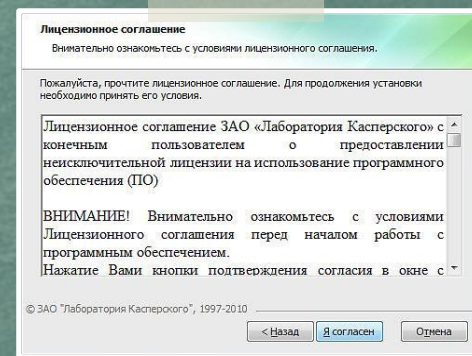 Лицензионное соглашение
Внимательно ознакомьтесь с условиями лицензионного соглашения.
Пожалуйста, прочтите лицензионное соглашение. Для продолжения установки
необходимо принять его условия.
Лицензионное соглашение ЗАО «Лаборатория Касперского» с
конечным пользователем о предоставлении
неисключительной лицензии на использование программного
обеспечения (ПО)
ВНИМАНИЕ! Внимательно ознакомьтесь с условиями
Лицензионного соглашения перед началом работы с
программным обеспечением.
Нажатие Вами кнопки подтверждения согласия в окне с
© ЗАО "Лаборатория Касперского", 1997-2010
< Назад Я согласен Отмена